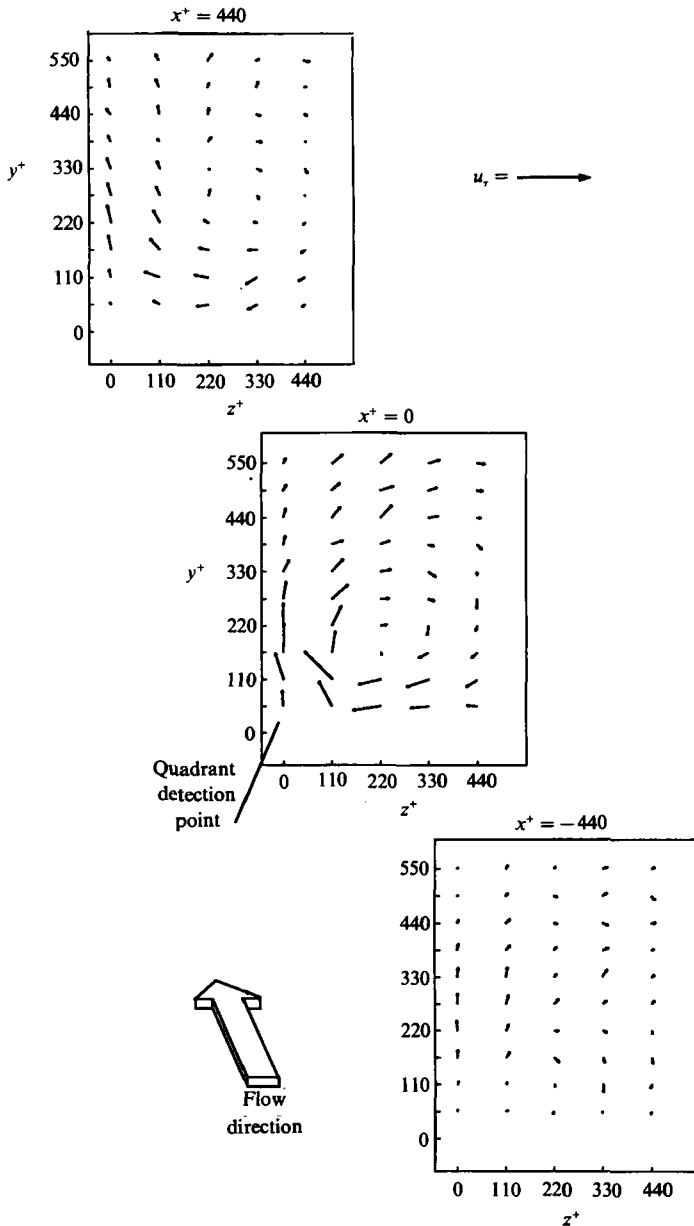 x+ = 440
550
440
y+
330
220
110
0
0 110 220 330 440
z+
uτ =
x+ = 0
550
440
y+
330
220
110
0
0 110 220 330 440
z+
Quadrant
detection
point
x+ = −440
550
440
330
220
110
0
0 110 220 330 440
z+
Flow
direction